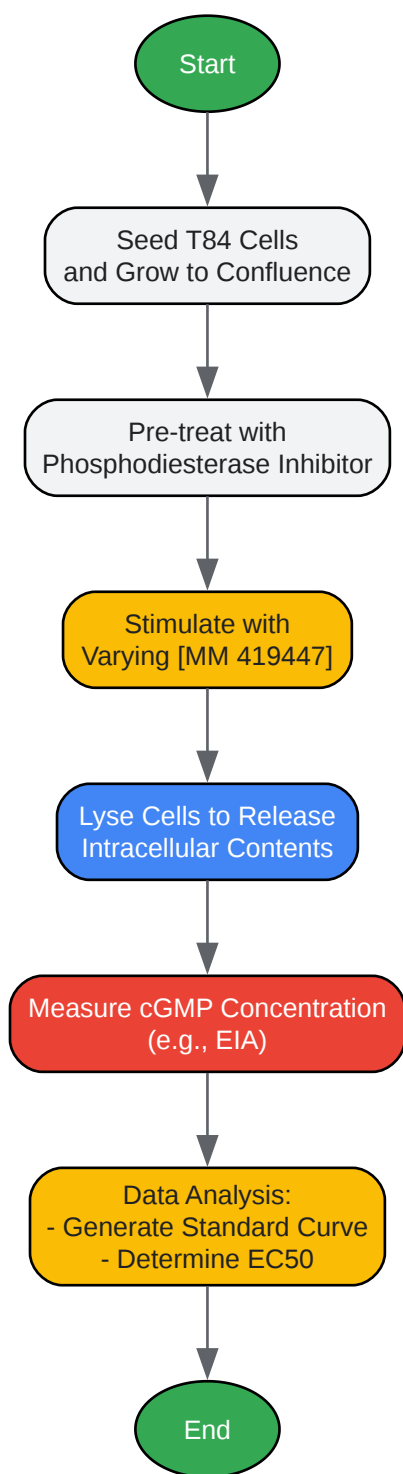 Start
Seed T84 Cells
and Grow to Confluence
Pre-treat with
Phosphodiesterase Inhibitor
Stimulate with
Varying [MM 419447]
Lyse Cells to Release
Intracellular Contents
Measure cGMP Concentration
(e.g., EIA)
Data Analysis:
- Generate Standard Curve
- Determine EC50
End